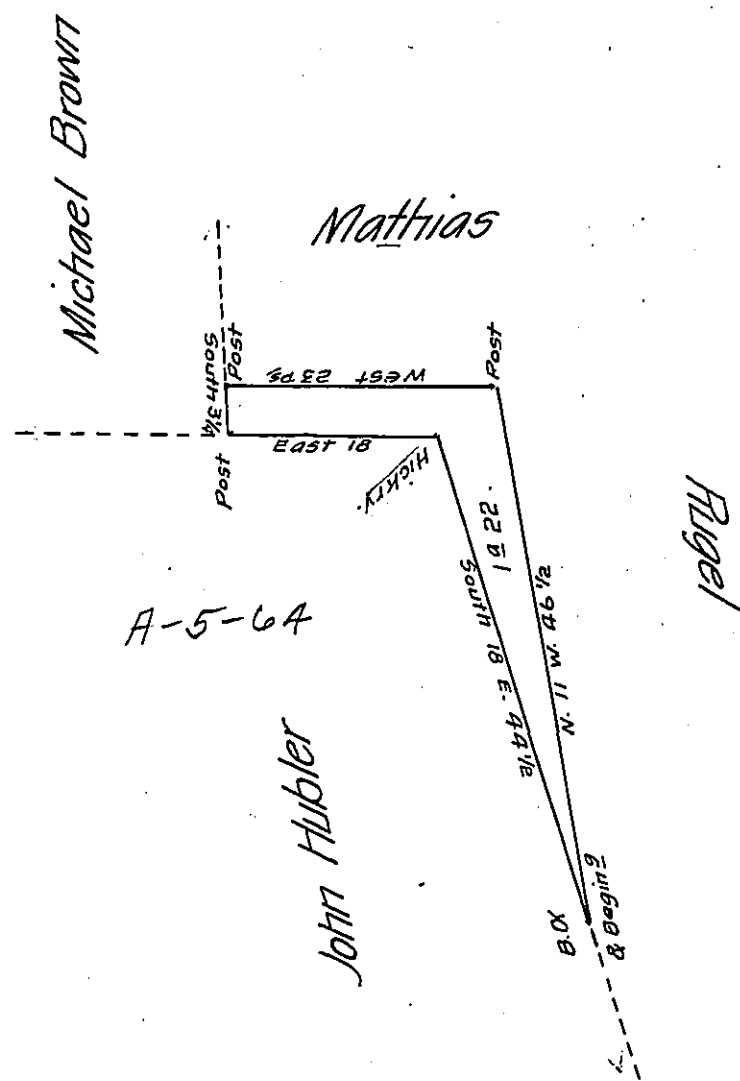 Michael Brown
Mathias
South 3¼
Post
West 23 Ps
Post
Post
East 18
Hickry.
1 a 22.
South 18 E. 44½
N. 11 W. 46½
Rugel
A-5-64
John Hubler
B.O
& Begin g